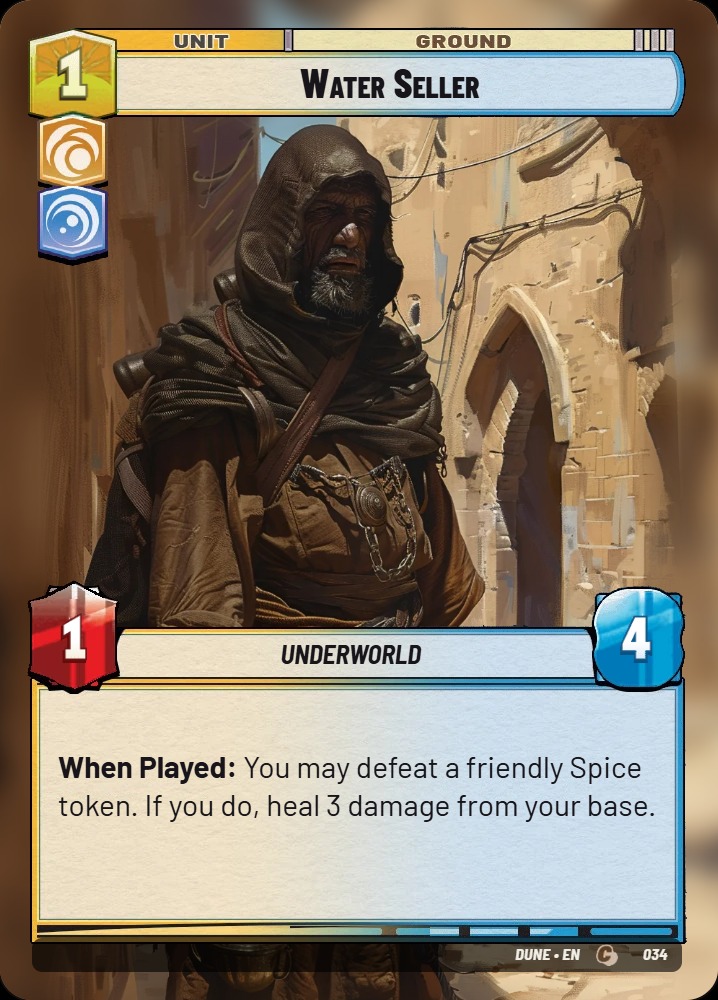 UNIT
GROUND
1
WATER SELLER
1
UNDERWORLD
4
When Played: You may defeat a friendly Spice
token. If you do, heal 3 damage from your base.
DUNE • EN C 034